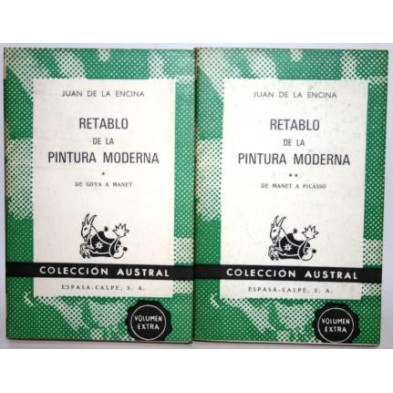 JUAN DE LA ENCINA
RETABLO
DE LA
PINTURA MODERNA
*
DE GOYA A MANET
COLECCIÓN AUSTRAL
ESPASA-CALPE, S. A.
VOLUMEN
EXTRA
JUAN DE LA ENCINA
RETABLO
DE LA
PINTURA MODERNA
**
DE MANET A PICASSO
COLECCIÓN AUSTRAL
ESPASA-CALPE, S. A.
VOLUMEN
EXTRA